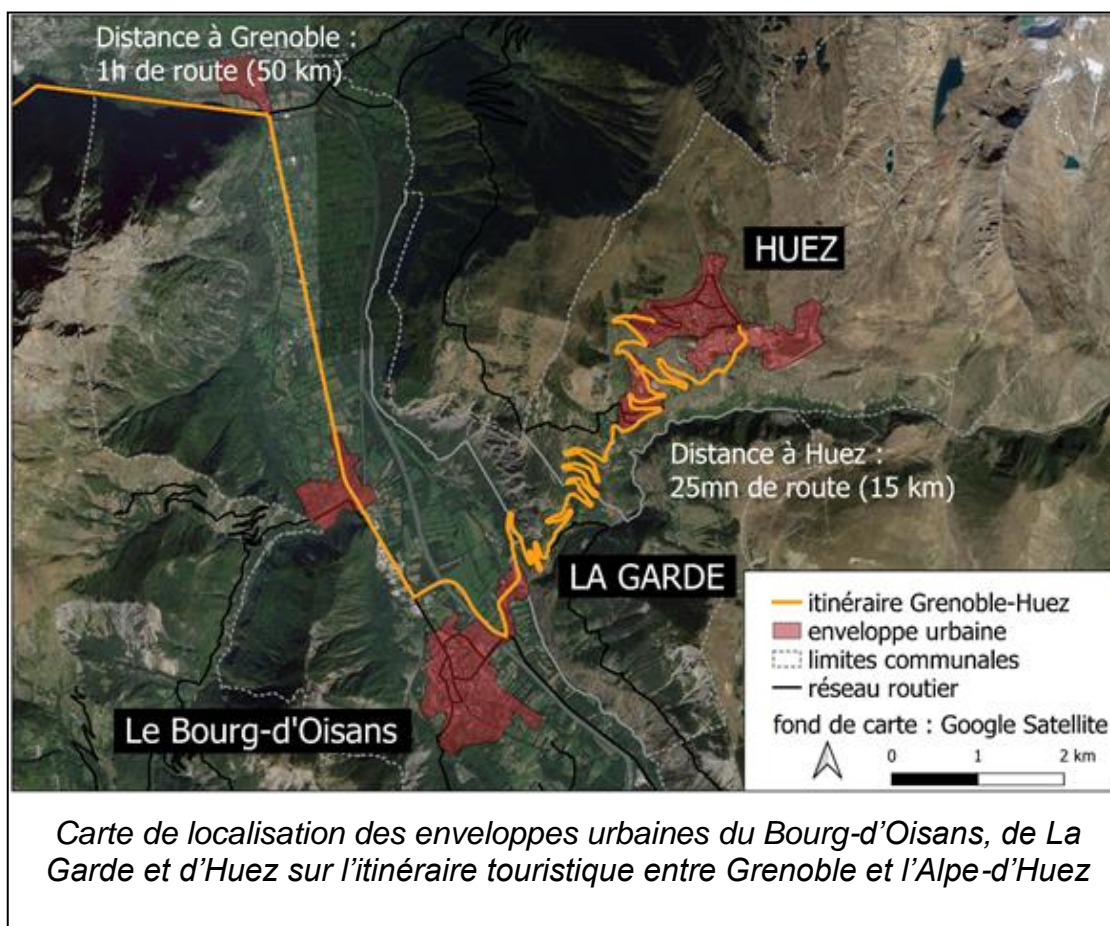 Distance à Grenoble :
1h de route (50 km)
HUEZ
Distance à Huez :
25mn de route (15 km)
LA GARDE
Le Bourg-d'Oisans
itinéraire Grenoble-Huez
enveloppe urbaine
limites communales
réseau routier
fond de carte : Google Satellite
0 1 2 km
Carte de localisation des enveloppes urbaines du Bourg-d’Oisans, de La
Garde et d’Huez sur l’itinéraire touristique entre Grenoble et l’Alpe-d’Huez